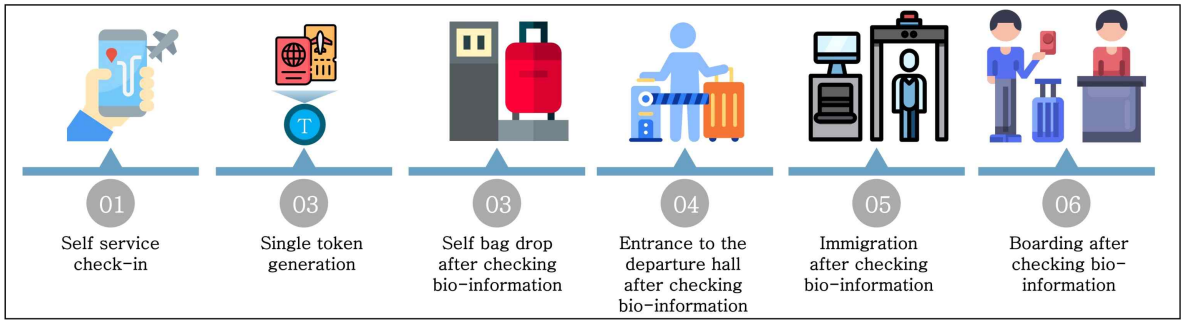 T
01
Self service
check-in
03
Single token
generation
03
Self bag drop
after checking
bio-information
04
Entrance to the
departure hall
after checking
bio-information
05
Immigration
after checking
bio-information
06
Boarding after
checking bio-
information